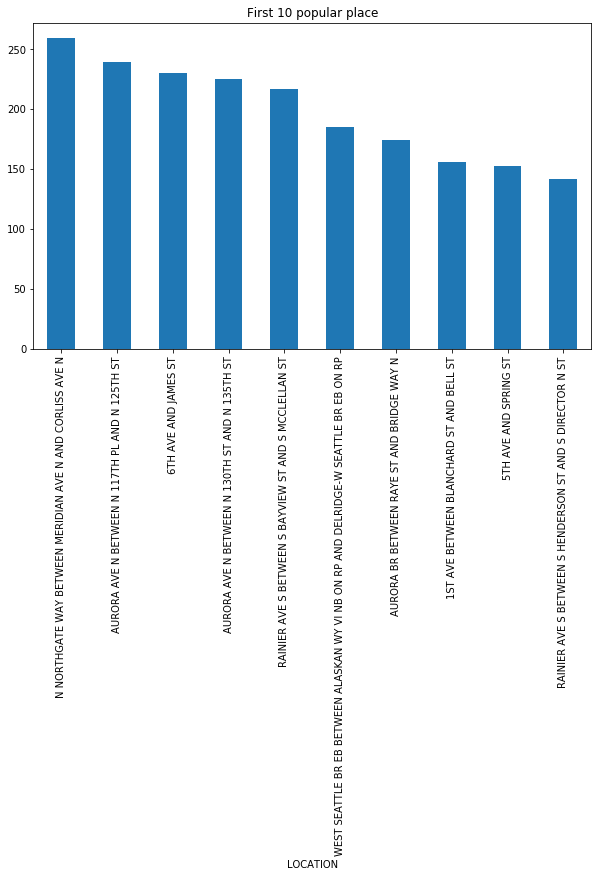 First 10 popular place
250
200
150
100
50
0
N NORTHGATE WAY BETWEEN MERIDIAN AVE N AND CORLISS AVE N
AURORA AVE N BETWEEN N 117TH PL AND N 125TH ST
6TH AVE AND JAMES ST
AURORA AVE N BETWEEN N 130TH ST AND N 135TH ST
RAINIER AVE S BETWEEN S BAYVIEW ST AND S MCCLELLAN ST
WEST SEATTLE BR EB BETWEEN ALASKAN WY VI NB ON RP AND DELRIDGE-W SEATTLE BR EB ON RP
AURORA BR BETWEEN RAYE ST AND BRIDGE WAY N
1ST AVE BETWEEN BLANCHARD ST AND BELL ST
5TH AVE AND SPRING ST
RAINIER AVE S BETWEEN S HENDERSON ST AND S DIRECTOR N ST
LOCATION